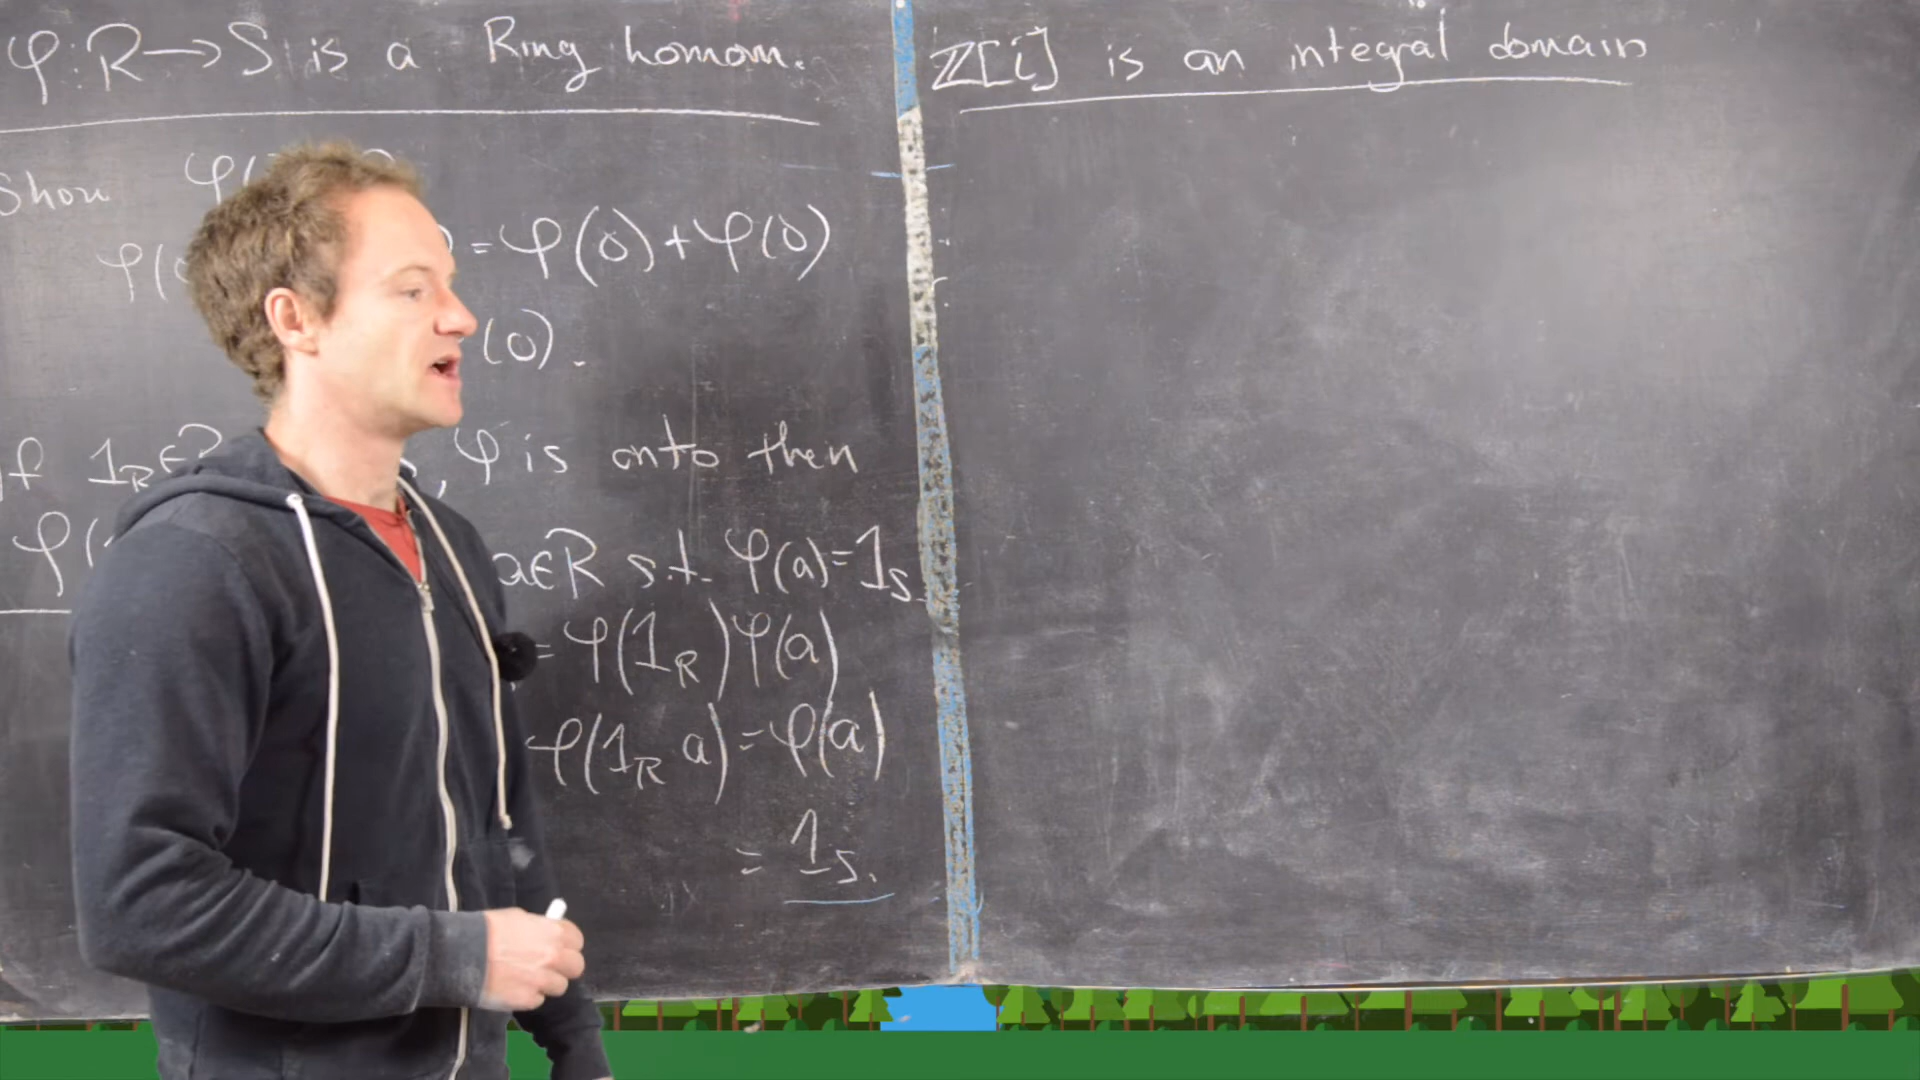 φ:R→S is a Ring homom.
Show φ(
φ(0 ) = φ(0)+φ(0)
(0).
If 1_R∈R , φ is onto then
φ( a∈R s.t. φ(a)=1_S
= φ(1_R)φ(a)
φ(1_R a) = φ(a)
= 1_S.
ℤ[i] is an integral domain